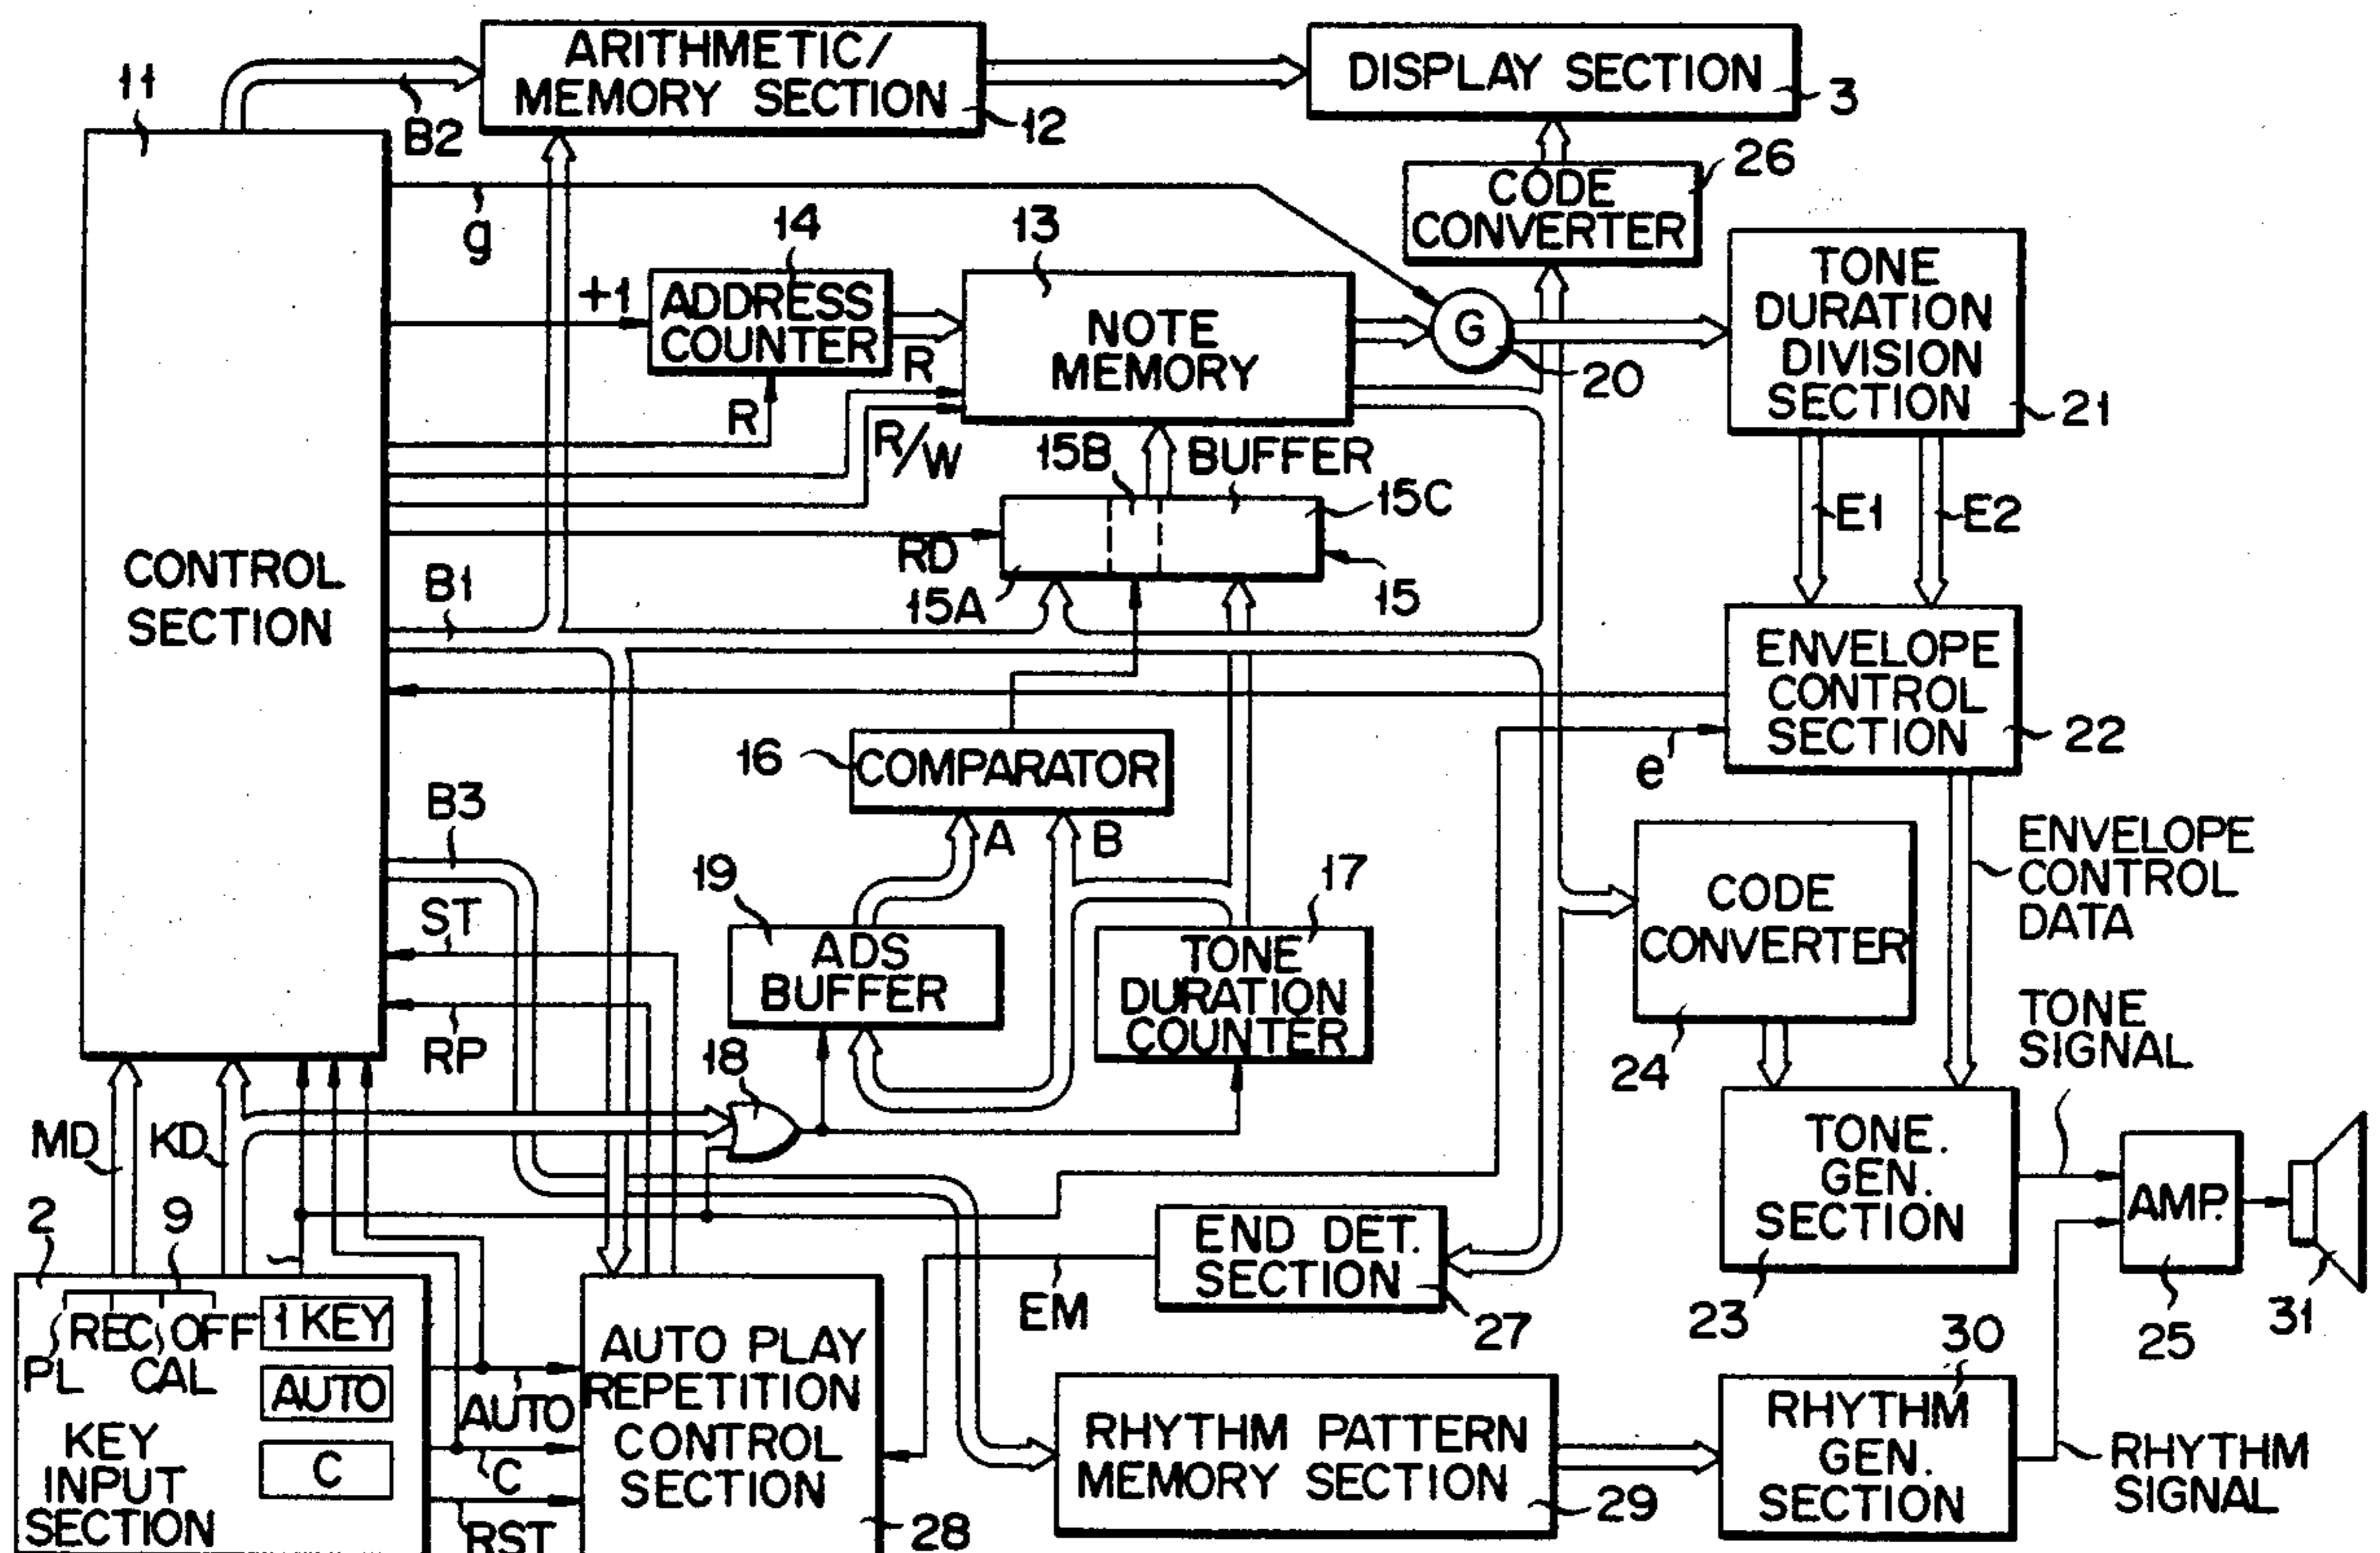 ARITHMETIC/
MEMORY SECTION
12
DISPLAY SECTION
3
11
B2
g
CODE
CONVERTER
26
14
13
+1
ADDRESS
COUNTER
R
R
R/W
NOTE
MEMORY
G
20
TONE
DURATION
DIVISION
SECTION
21
15B
BUFFER
15C
RD
15A
15
E1
E2
CONTROL
SECTION
B1
ENVELOPE
CONTROL
SECTION
22
e
16
COMPARATOR
A
B
B3
ST
RP
19
ADS
BUFFER
17
TONE
DURATION
COUNTER
18
CODE
CONVERTER
24
ENVELOPE
CONTROL
DATA
TONE
SIGNAL
MD
KD
TONE.
GEN.
SECTION
23
AMP.
25
31
2
9
PL
REC
CAL
OFF
1 KEY
AUTO
C
KEY
INPUT
SECTION
AUTO
C
RST
AUTO PLAY
REPETITION
CONTROL
SECTION
28
EM
END DET.
SECTION
27
RHYTHM PATTERN
MEMORY SECTION
29
30
RHYTHM
GEN.
SECTION
RHYTHM
SIGNAL